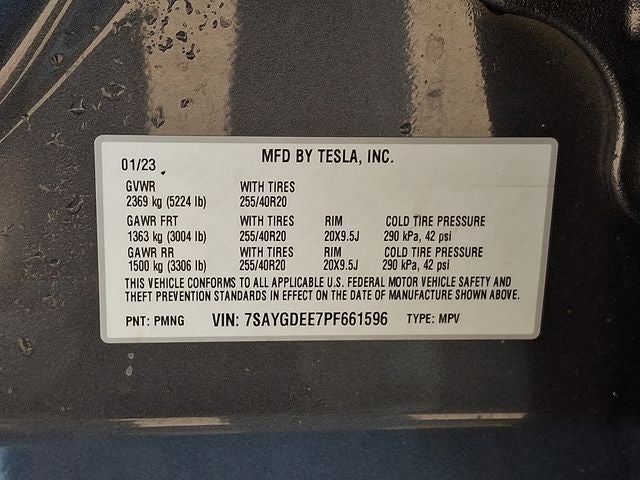 MFD BY TESLA, INC.
01/23
GVWR WITH TIRES
2369 kg (5224 lb) 255/40R20
GAWR FRT WITH TIRES RIM COLD TIRE PRESSURE
1363 kg (3004 lb) 255/40R20 20X9.5J 290 kPa, 42 psi
GAWR RR WITH TIRES RIM COLD TIRE PRESSURE
1500 kg (3306 lb) 255/40R20 20X9.5J 290 kPa, 42 psi
THIS VEHICLE CONFORMS TO ALL APPLICABLE U.S. FEDERAL MOTOR VEHICLE SAFETY AND
THEFT PREVENTION STANDARDS IN EFFECT ON THE DATE OF MANUFACTURE SHOWN ABOVE.
PNT: PMNG VIN: 7SAYGDEE7PF661596 TYPE: MPV